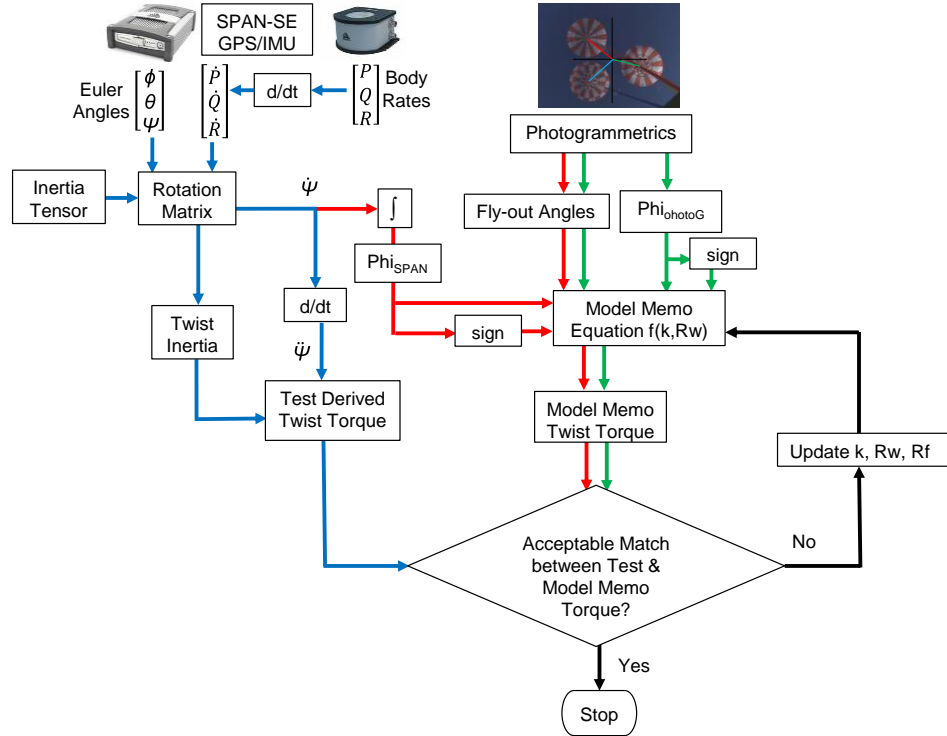 SPAN-SE
GPS/IMU
Euler
Angles
ϕ
θ
ψ
Ṗ
Q̇
Ṙ
d/dt
P
Q
R
Body
Rates
Photogrammetrics
Inertia
Tensor
Rotation
Matrix
ψ̇
∫
Fly-out Angles
Phi_ohotoG
sign
Phi_SPAN
d/dt
sign
Model Memo
Equation f(k,Rw)
Twist
Inertia
ψ̈
Test Derived
Twist Torque
Model Memo
Twist Torque
Update k, Rw, Rf
Acceptable Match
between Test &
Model Memo
Torque?
No
Yes
Stop